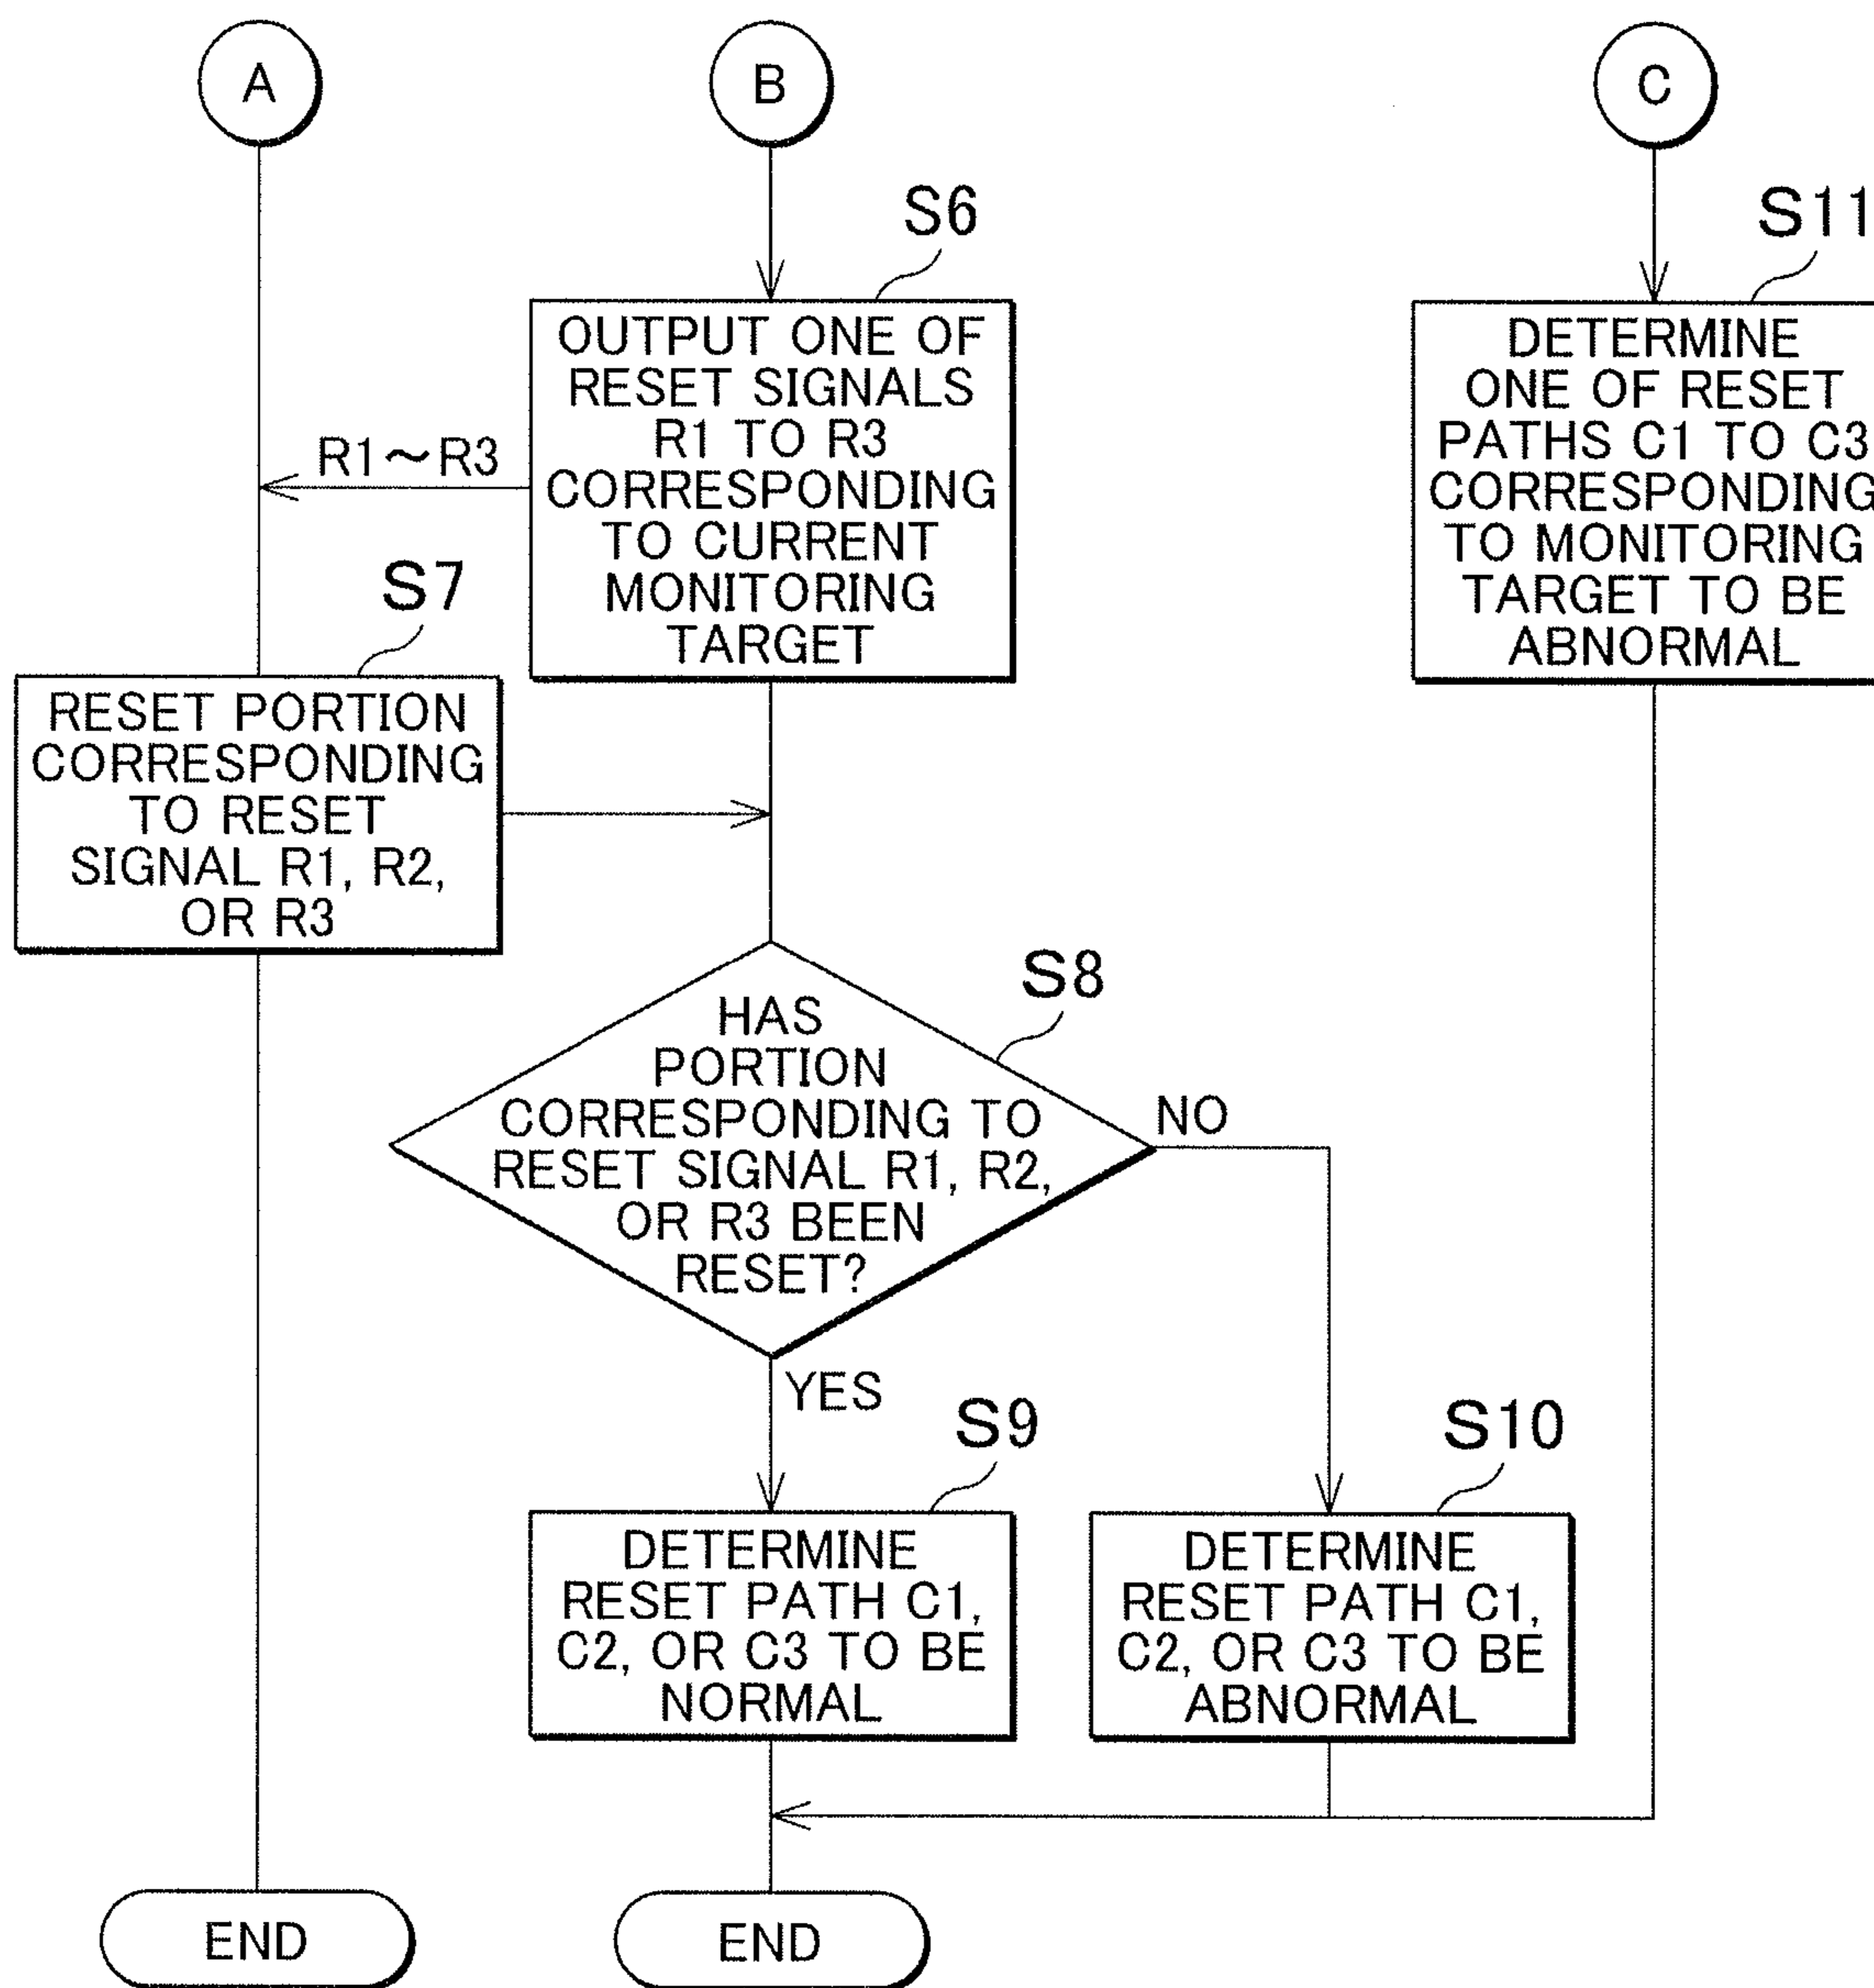 A
B
C
S6
S11
OUTPUT ONE OF
RESET SIGNALS
R1 TO R3
CORRESPONDING
TO CURRENT
MONITORING
TARGET
DETERMINE
ONE OF RESET
PATHS C1 TO C3
CORRESPONDING
TO MONITORING
TARGET TO BE
ABNORMAL
R1~R3
S7
RESET PORTION
CORRESPONDING
TO RESET
SIGNAL R1, R2,
OR R3
S8
HAS
PORTION
CORRESPONDING TO
RESET SIGNAL R1, R2,
OR R3 BEEN
RESET?
NO
YES
S9
S10
DETERMINE
RESET PATH C1,
C2, OR C3 TO BE
NORMAL
DETERMINE
RESET PATH C1,
C2, OR C3 TO BE
ABNORMAL
END
END